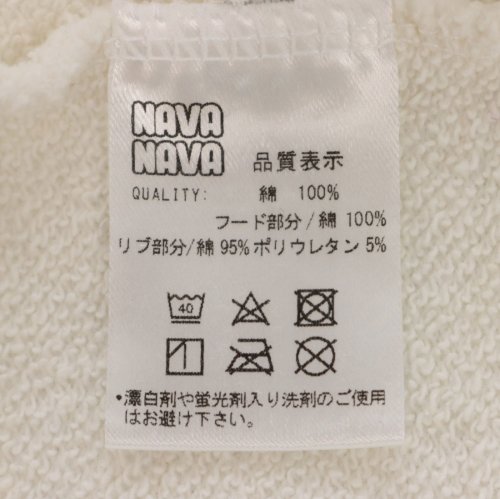 NAVA
NAVA
品質表示
QUALITY: 綿 100%
フード部分/綿 100%
リブ部分/綿 95% ポリウレタン 5%
40
•漂白剤や蛍光剤入り洗剤のご使用
はお避け下さい。